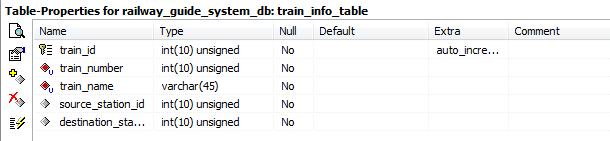 Table-Properties for railway_guide_system_db: train_info_table
Name Type Null Default Extra Comment
train_id int(10) unsigned No auto_incre...
train_number int(10) unsigned No
train_name varchar(45) No
source_station_id int(10) unsigned No
destination_sta... int(10) unsigned No